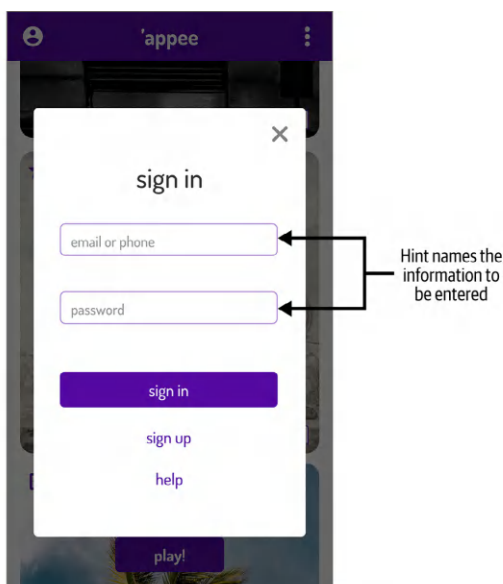 'appee
sign in
email or phone
Hint names the
information to
be entered
password
sign in
sign up
help
play!